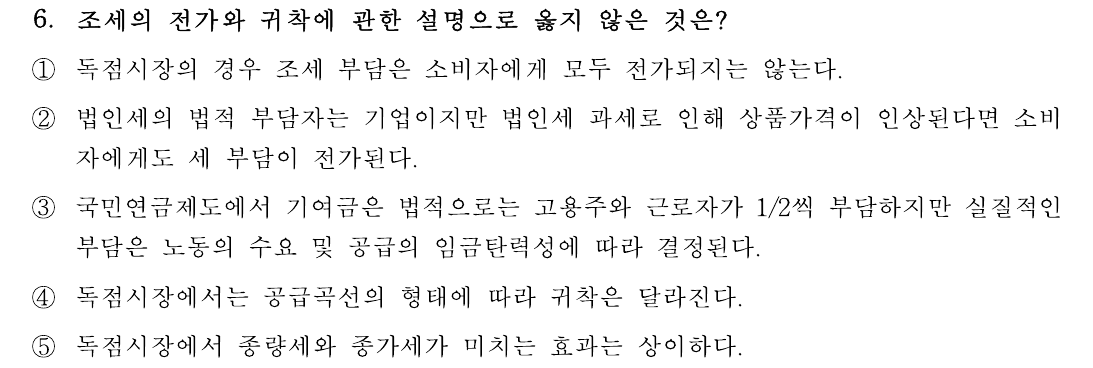 6. 조세의 전가와 귀착에 관한 설명으로 옳지 않은 것은?
① 독점시장의 경우 조세 부담은 소비자에게 모두 전가되지는 않는다.
② 법인세의 법적 부담자는 기업이지만 법인세 과세로 인해 상품가격이 인상된다면 소비
자에게도 세 부담이 전가된다.
③ 국민연금제도에서 기여금은 법적으로는 고용주와 근로자가 1/2씩 부담하지만 실질적인
부담은 노동의 수요 및 공급의 임금탄력성에 따라 결정된다.
④ 독점시장에서는 공급곡선의 형태에 따라 귀착은 달라진다.
⑤ 독점시장에서 종량세와 종가세가 미치는 효과는 상이하다.